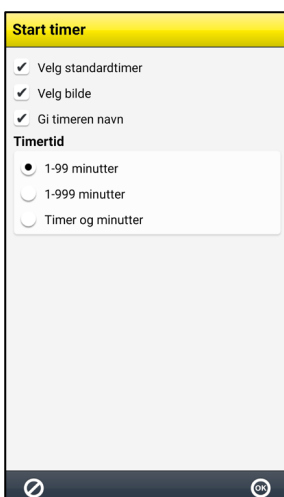 Start timer
Velg standardtimer
Velg bilde
Gi timeren navn
Timertid
1-99 minutter
1-999 minutter
Timer og minutter
OK